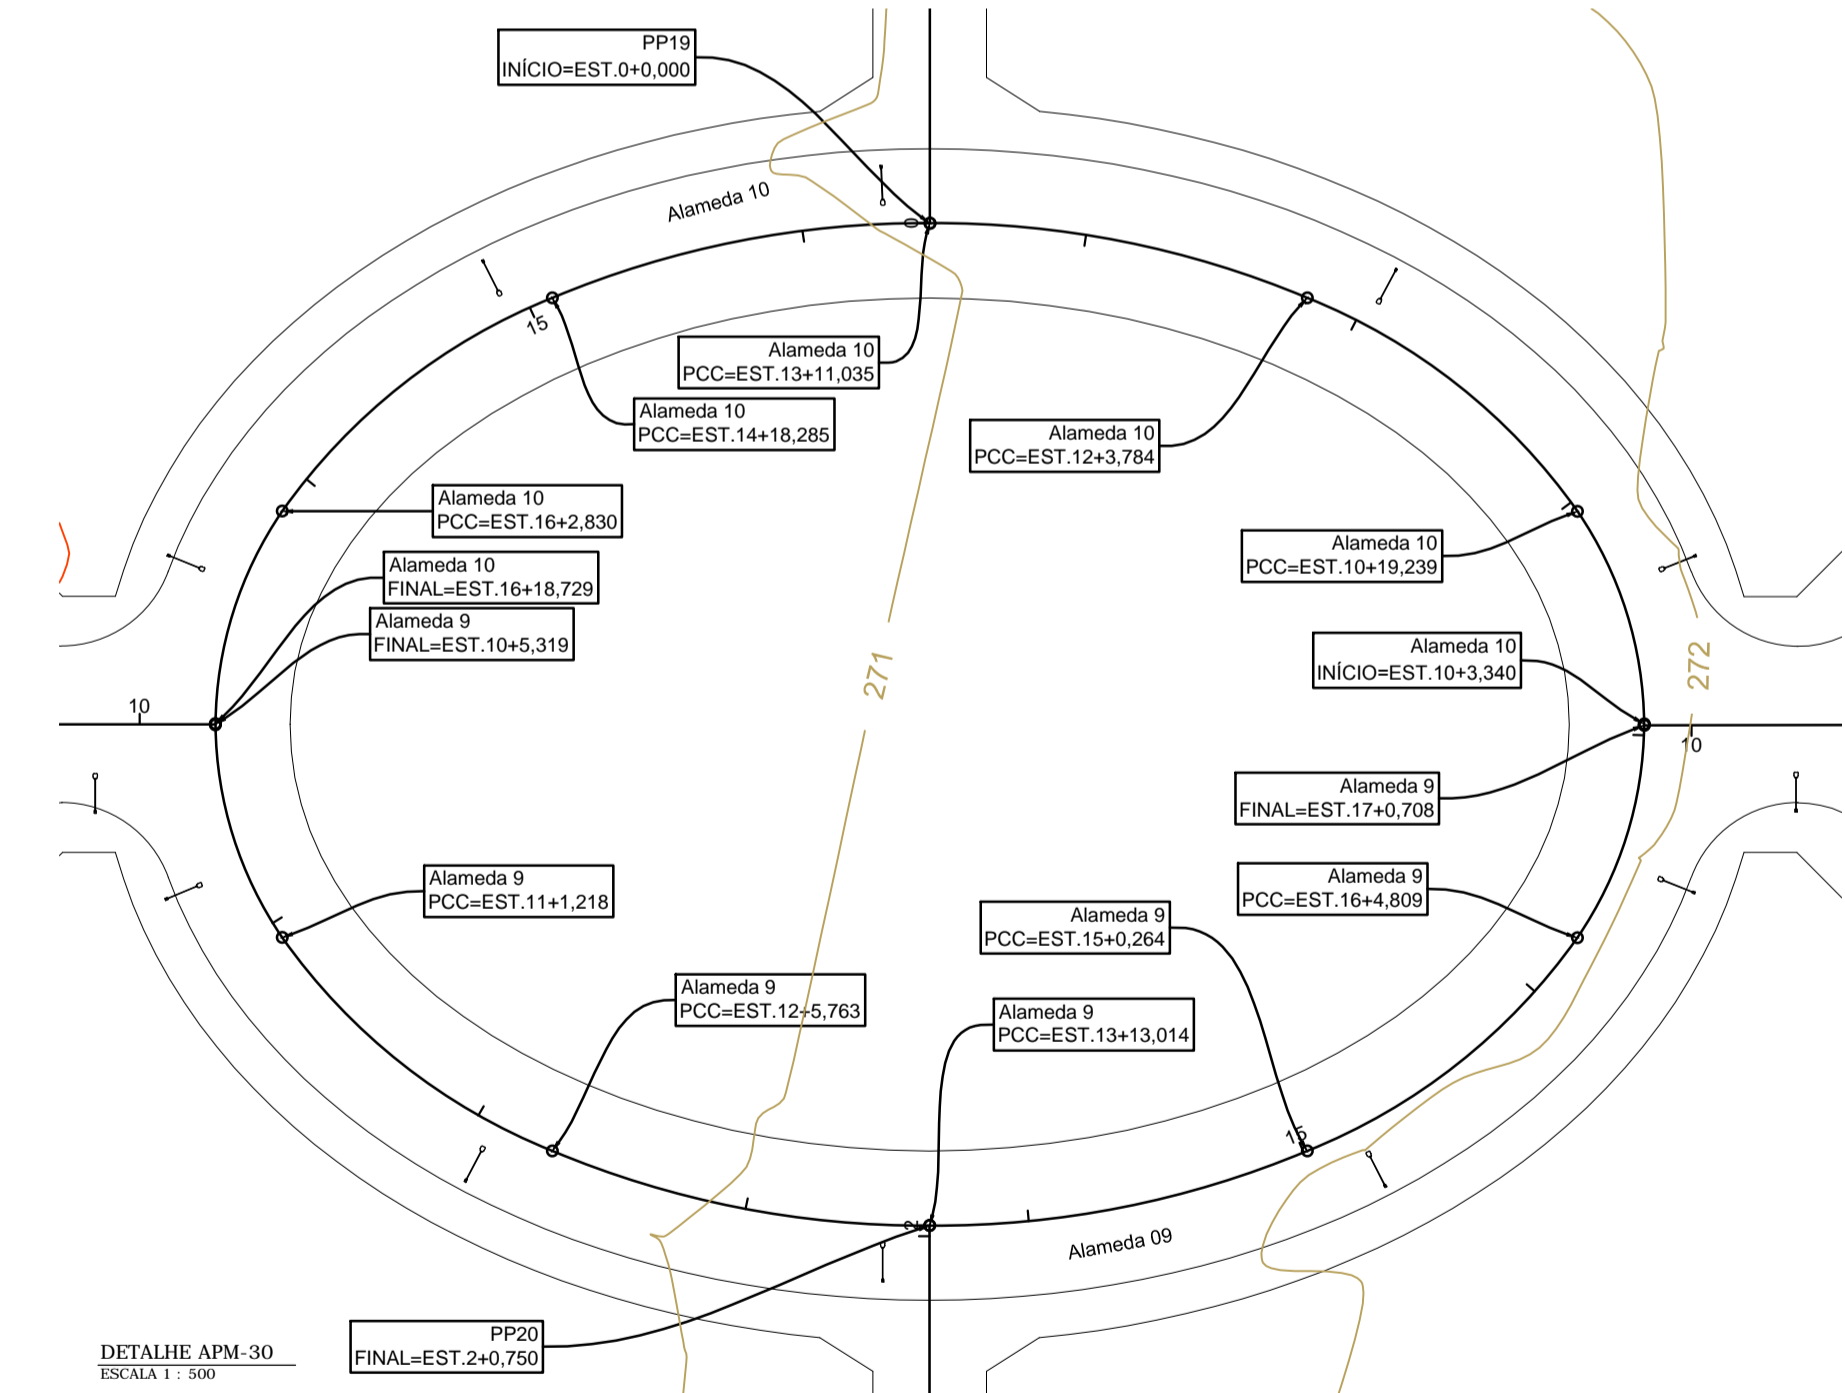 PP19
INÍCIO=EST.0+0,000
Alameda 10
0
15
Alameda 10
PCC=EST.13+11,035
Alameda 10
PCC=EST.14+18,285
Alameda 10
PCC=EST.12+3,784
Alameda 10
PCC=EST.16+2,830
Alameda 10
PCC=EST.10+19,239
Alameda 10
FINAL=EST.16+18,729
Alameda 9
FINAL=EST.10+5,319
Alameda 10
INÍCIO=EST.10+3,340
271
272
10
10
Alameda 9
FINAL=EST.17+0,708
Alameda 9
PCC=EST.11+1,218
Alameda 9
PCC=EST.16+4,809
Alameda 9
PCC=EST.15+0,264
Alameda 9
PCC=EST.12+5,763
Alameda 9
PCC=EST.13+13,014
15
2
Alameda 09
PP20
FINAL=EST.2+0,750
DETALHE APM-30
ESCALA 1 : 500